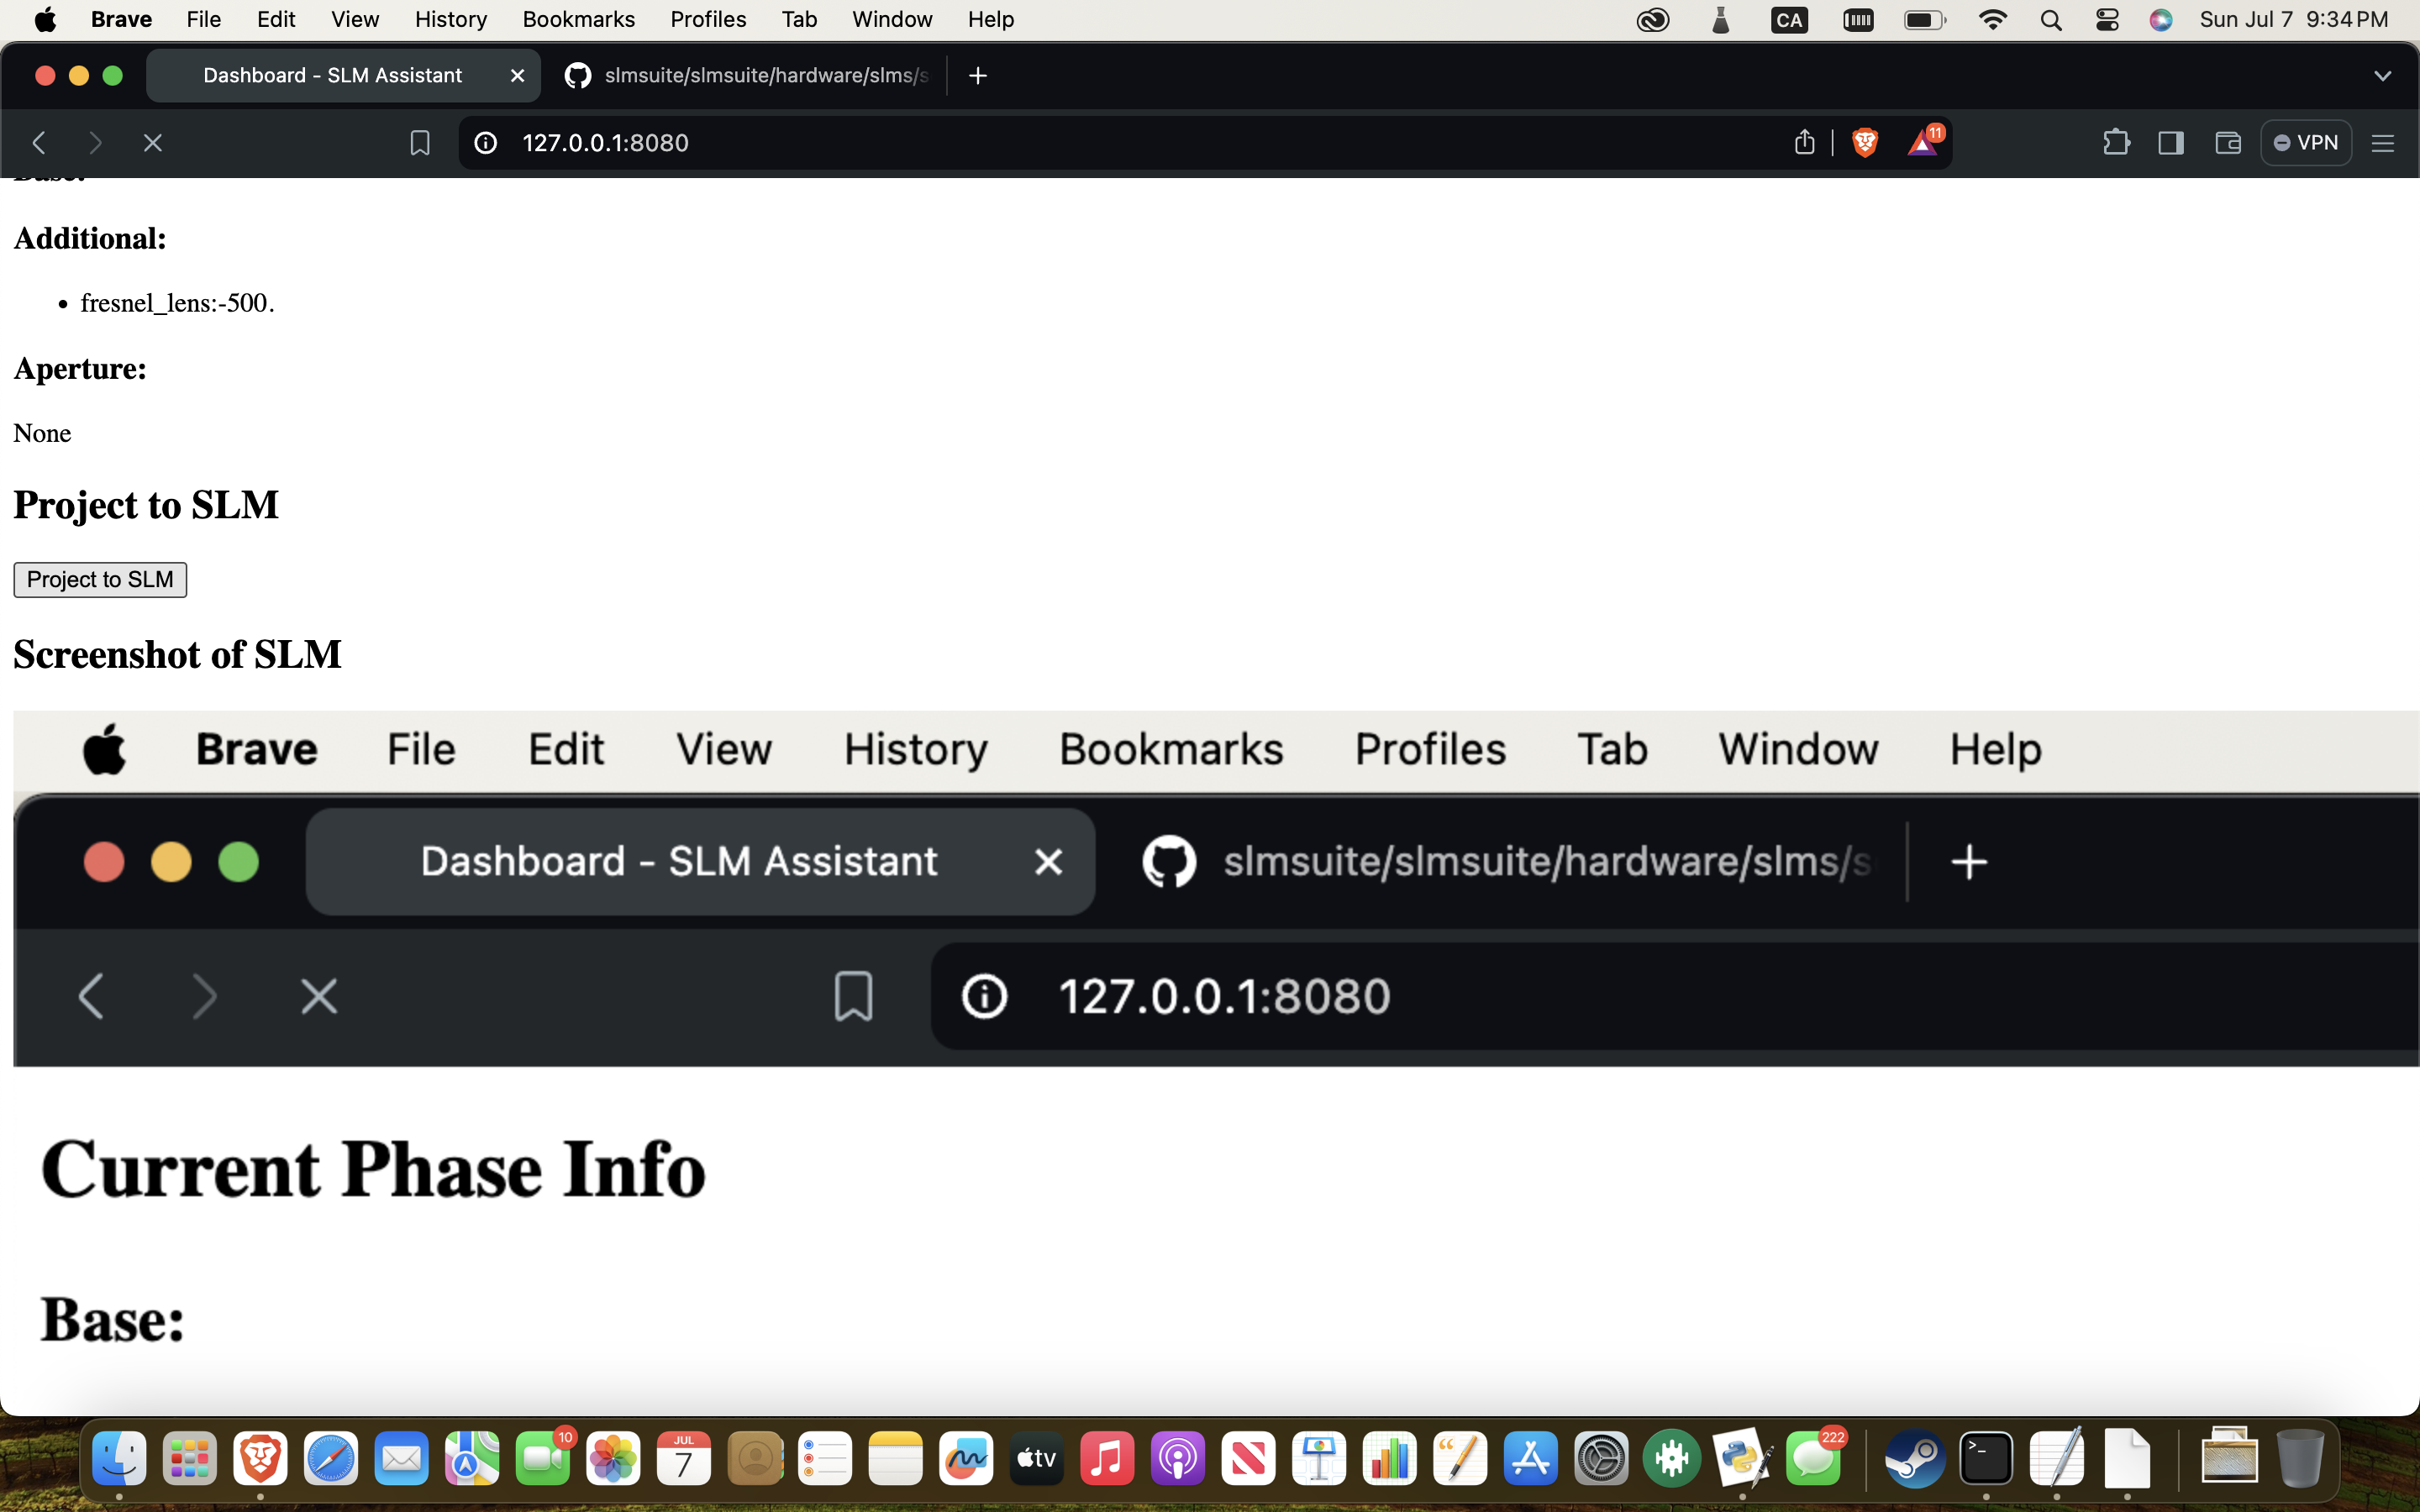 Brave File Edit View History Bookmarks Profiles Tab Window Help CA Sun Jul 7 9:34 PM
Dashboard - SLM Assistant slmsuite/slmsuite/hardware/slms/s
127.0.0.1:8080 11 VPN
Base:
Additional:
• fresnel_lens:-500.
Aperture:
None
Project to SLM
Project to SLM
Screenshot of SLM
Brave File Edit View History Bookmarks Profiles Tab Window Help
Dashboard - SLM Assistant slmsuite/slmsuite/hardware/slms/s
127.0.0.1:8080
Current Phase Info
Base:
10 JUL 7 tv 222